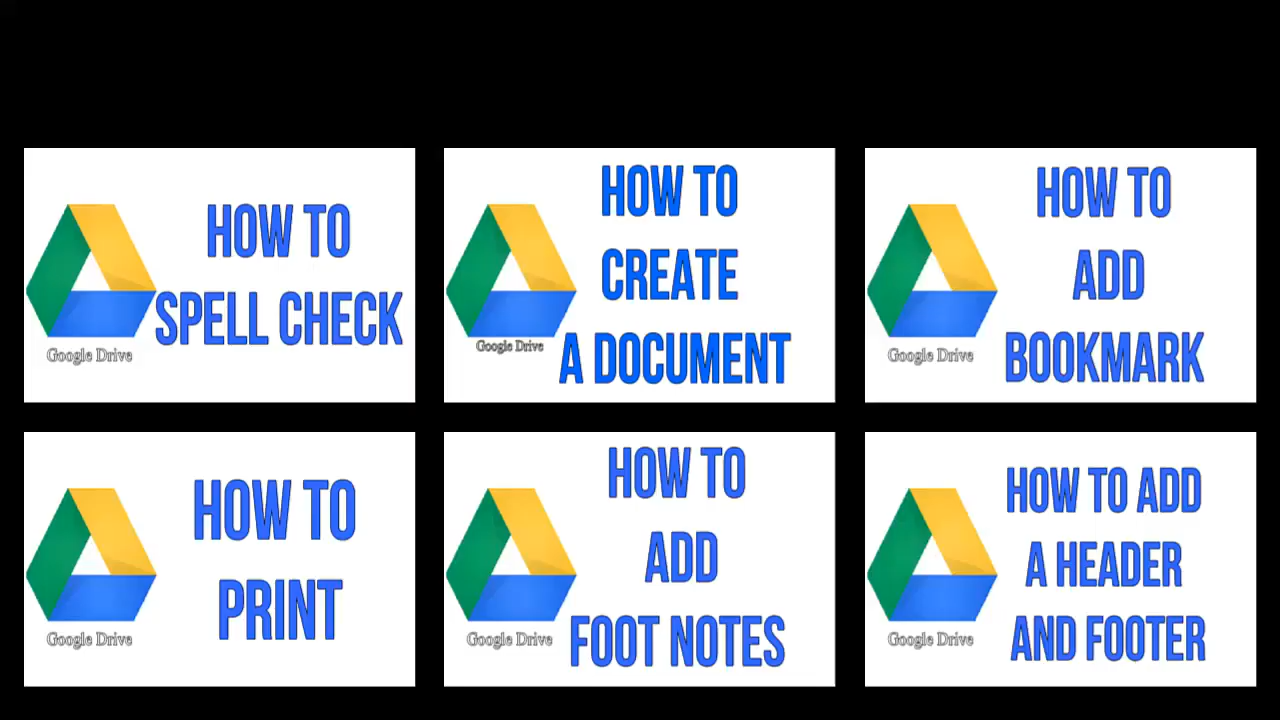 HOW TO
SPELL CHECK
Google Drive
HOW TO
CREATE
A DOCUMENT
Google Drive
HOW TO
ADD
BOOKMARK
Google Drive
HOW TO
PRINT
Google Drive
HOW TO
ADD
FOOT NOTES
Google Drive
HOW TO ADD
A HEADER
AND FOOTER
Google Drive